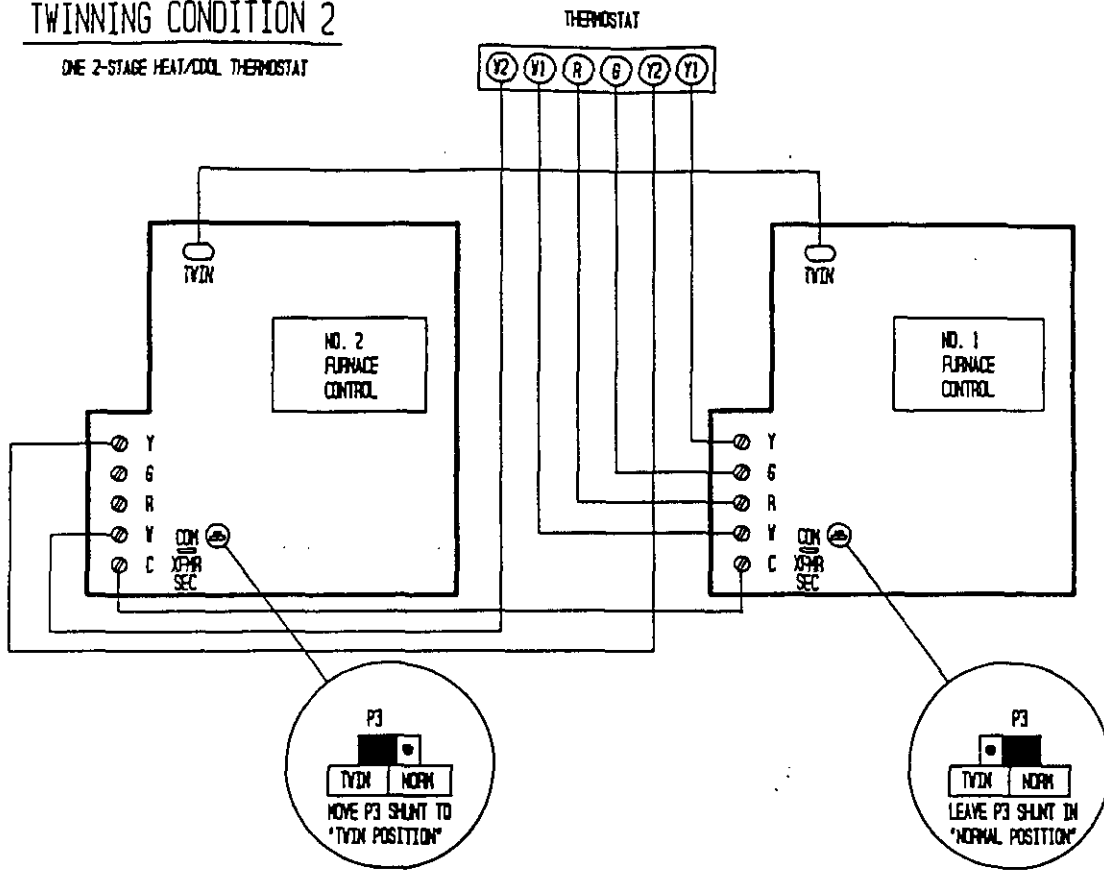 TWINNING CONDITION 2
ONE 2-STAGE HEAT/COOL THERMOSTAT
THERMOSTAT
W2 W1 R G Y2 Y1
TWIN
NO. 2
FURNACE
CONTROL
Y
G
R
W
C
COM
XFMR
SEC
TWIN
NO. 1
FURNACE
CONTROL
Y
G
R
W
C
COM
XFMR
SEC
P3
TWIN NORM
MOVE P3 SHUNT TO
"TWIN POSITION"
P3
TWIN NORM
LEAVE P3 SHUNT IN
"NORMAL POSITION"